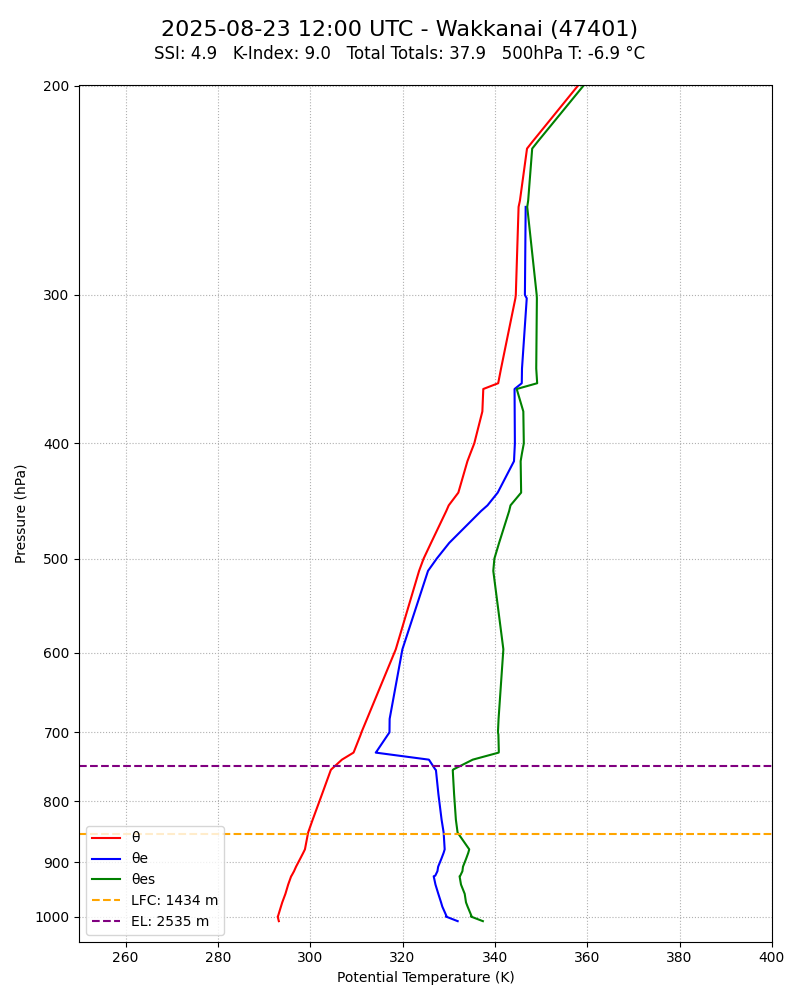 2025-08-23 12:00 UTC - Wakkanai (47401)
SSI: 4.9   K-Index: 9.0   Total Totals: 37.9   500hPa T: -6.9 °C
200
300
400
500
600
700
800
900
1000
Pressure (hPa)
θ
θe
θes
LFC: 1434 m
EL: 2535 m
260 280 300 320 340 360 380 400
Potential Temperature (K)